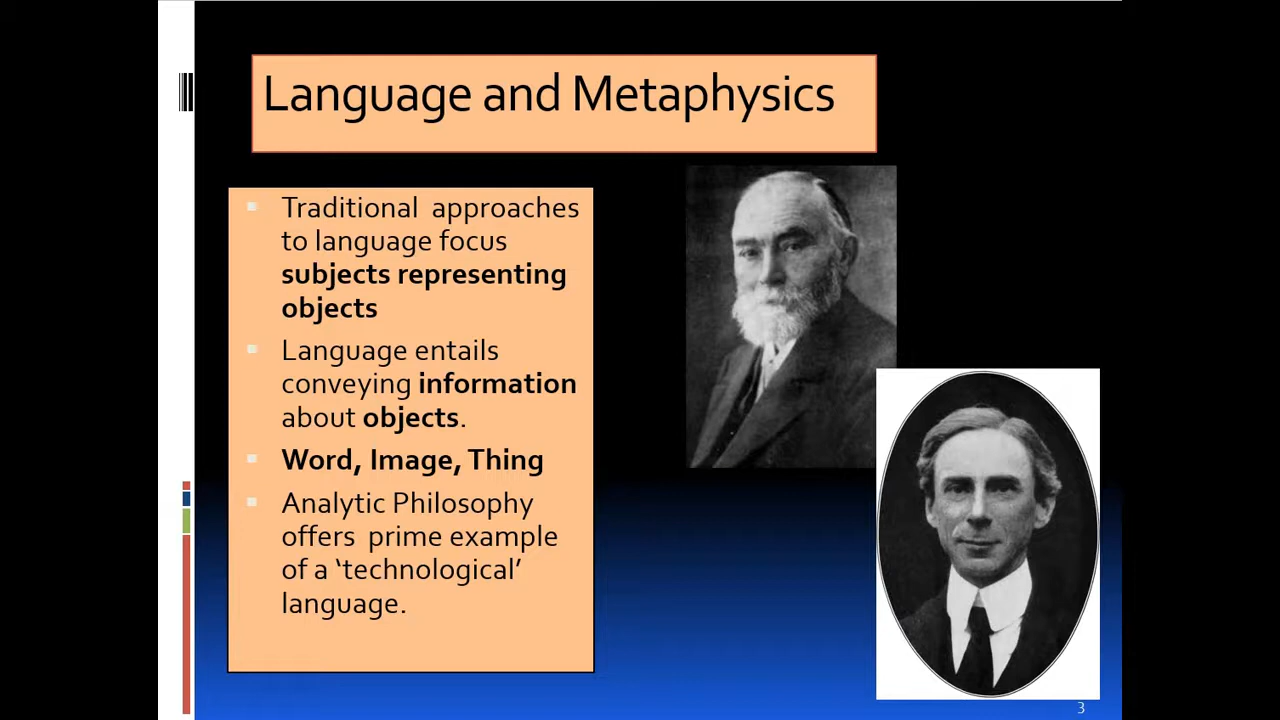 Language and Metaphysics
Traditional approaches
to language focus
subjects representing
objects
Language entails
conveying information
about objects.
Word, Image, Thing
Analytic Philosophy
offers prime example
of a ‘technological’
language.
3